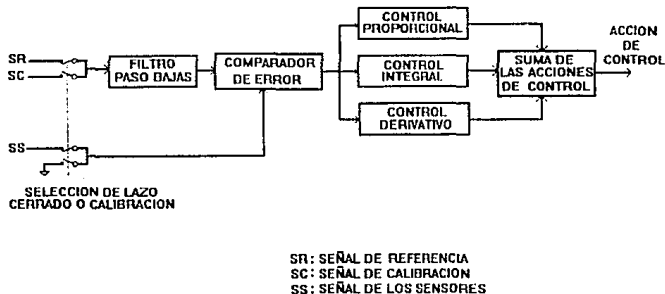 SR
SC
FILTRO
PASO BAJAS
COMPARADOR
DE ERROR
CONTROL
PROPORCIONAL
CONTROL
INTEGRAL
CONTROL
DERIVATIVO
SUMA DE
LAS ACCIONES
DE CONTROL
ACCION
DE
CONTROL
SS
SELECCION DE LAZO
CERRADO O CALIBRACION
SR: SEÑAL DE REFERENCIA
SC: SEÑAL DE CALIBRACION
SS: SEÑAL DE LOS SENSORES